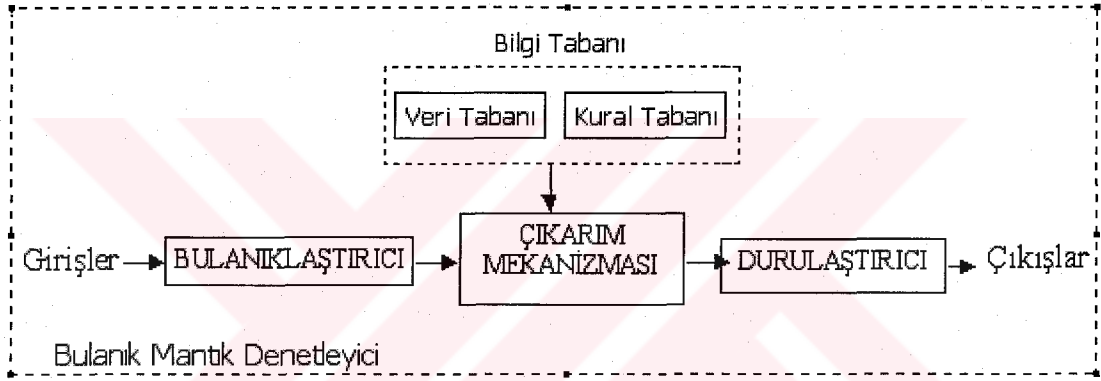 Bilgi Tabanı
Veri Tabanı
Kural Tabanı
Girişler
BULANIKLAŞTIRICI
ÇIKARIM
MEKANİZMASI
DURULAŞTIRICI
Çıkışlar
Bulanık Mantık Denetleyici